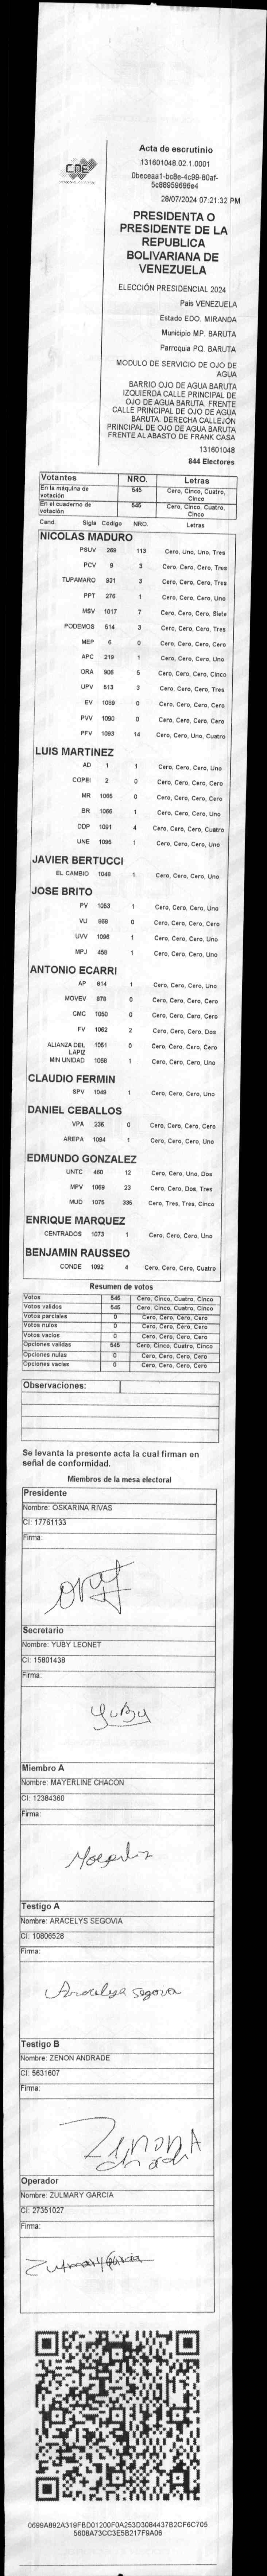 CNE
Acta de escrutinio
131601048.02.1.0001
0beceaa1-bc8e-4c99-80af-
5c88959696e4
28/07/2024 07:21:32 PM
PRESIDENTA O
PRESIDENTE DE LA
REPUBLICA
BOLIVARIANA DE
VENEZUELA
ELECCIÓN PRESIDENCIAL 2024
País VENEZUELA
Estado EDO. MIRANDA
Municipio MP. BARUTA
Parroquia PQ. BARUTA
MODULO DE SERVICIO DE OJO DE
AGUA
BARRIO OJO DE AGUA BARUTA
IZQUIERDA CALLE PRINCIPAL DE
OJO DE AGUA BARUTA. FRENTE
CALLE PRINCIPAL DE OJO DE AGUA
BARUTA. DERECHA CALLEJÓN
PRINCIPAL DE OJO DE AGUA BARUTA
FRENTE AL ABASTO DE FRANK CASA
131601048
844 Electores
Votantes NRO. Letras
En la máquina de votación 545 Cero, Cinco, Cuatro, Cinco
En el cuaderno de votación 545 Cero, Cinco, Cuatro, Cinco
Cand. Sigla Código NRO. Letras
NICOLAS MADURO
PSUV 269 113 Cero, Uno, Uno, Tres
PCV 9 3 Cero, Cero, Cero, Tres
TUPAMARO 931 3 Cero, Cero, Cero, Tres
PPT 276 1 Cero, Cero, Cero, Uno
MSV 1017 7 Cero, Cero, Cero, Siete
PODEMOS 514 3 Cero, Cero, Cero, Tres
MEP 6 0 Cero, Cero, Cero, Cero
APC 219 1 Cero, Cero, Cero, Uno
ORA 906 5 Cero, Cero, Cero, Cinco
UPV 513 3 Cero, Cero, Cero, Tres
EV 1089 0 Cero, Cero, Cero, Cero
PVV 1090 0 Cero, Cero, Cero, Cero
PFV 1093 14 Cero, Cero, Uno, Cuatro
LUIS MARTINEZ
AD 1 1 Cero, Cero, Cero, Uno
COPEI 2 0 Cero, Cero, Cero, Cero
MR 1065 0 Cero, Cero, Cero, Cero
BR 1066 1 Cero, Cero, Cero, Uno
DDP 1091 4 Cero, Cero, Cero, Cuatro
UNE 1095 1 Cero, Cero, Cero, Uno
JAVIER BERTUCCI
EL CAMBIO 1048 1 Cero, Cero, Cero, Uno
JOSE BRITO
PV 1053 1 Cero, Cero, Cero, Uno
VU 868 0 Cero, Cero, Cero, Cero
UVV 1096 1 Cero, Cero, Cero, Uno
MPJ 458 1 Cero, Cero, Cero, Uno
ANTONIO ECARRI
AP 614 1 Cero, Cero, Cero, Uno
MOVEV 876 0 Cero, Cero, Cero, Cero
CMC 1050 0 Cero, Cero, Cero, Cero
FV 1062 2 Cero, Cero, Cero, Dos
ALIANZA DEL LAPIZ 1051 0 Cero, Cero, Cero, Cero
MIN UNIDAD 1058 1 Cero, Cero, Cero, Uno
CLAUDIO FERMIN
SPV 1049 1 Cero, Cero, Cero, Uno
DANIEL CEBALLOS
VPA 236 0 Cero, Cero, Cero, Cero
AREPA 1094 1 Cero, Cero, Cero, Uno
EDMUNDO GONZALEZ
UNTC 460 12 Cero, Cero, Uno, Dos
MPV 1069 23 Cero, Cero, Dos, Tres
MUD 1075 335 Cero, Tres, Tres, Cinco
ENRIQUE MARQUEZ
CENTRADOS 1073 1 Cero, Cero, Cero, Uno
BENJAMIN RAUSSEO
CONDE 1092 4 Cero, Cero, Cero, Cuatro
Resumen de votos
Votos 545 Cero, Cinco, Cuatro, Cinco
Votos validos 545 Cero, Cinco, Cuatro, Cinco
Votos parciales 0 Cero, Cero, Cero, Cero
Votos nulos 0 Cero, Cero, Cero, Cero
Votos vacios 0 Cero, Cero, Cero, Cero
Opciones validas 545 Cero, Cinco, Cuatro, Cinco
Opciones nulas 0 Cero, Cero, Cero, Cero
Opciones vacias 0 Cero, Cero, Cero, Cero
Observaciones:
Se levanta la presente acta la cual firman en
señal de conformidad.
Miembros de la mesa electoral
Presidente
Nombre: OSKARINA RIVAS
CI: 17761133
Firma:
Secretario
Nombre: YUBY LEONET
CI: 15801438
Firma:
Yuby
Miembro A
Nombre: MAYERLINE CHACON
CI: 12384360
Firma:
Testigo A
Nombre: ARACELYS SEGOVIA
CI: 10806528
Firma:
Aracelys Segovia
Testigo B
Nombre: ZENON ANDRADE
CI: 5631607
Firma:
Zenon A
Operador
Nombre: ZULMARY GARCIA
CI: 27351027
Firma:
Zulmary Garcia
0699A892A319FBD01200F0A253D3084437B2CF6C705
5608A73CC3E5B217F9A06